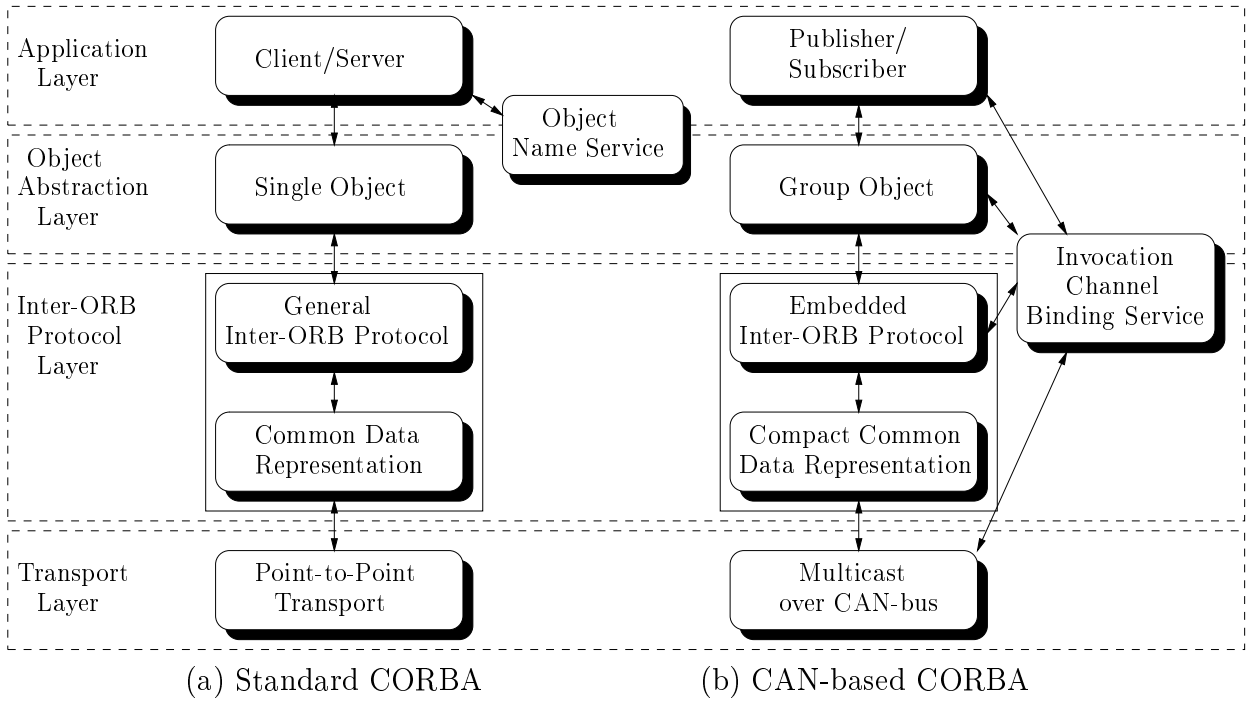 Application
Layer
Client/Server
Publisher/
Subscriber
Object
Name Service
Object
Abstraction
Layer
Single Object
Group Object
Invocation
Channel
Binding Service
Inter-ORB
Protocol
Layer
General
Inter-ORB Protocol
Embedded
Inter-ORB Protocol
Common Data
Representation
Compact Common
Data Representation
Transport
Layer
Point-to-Point
Transport
Multicast
over CAN-bus
(a) Standard CORBA
(b) CAN-based CORBA